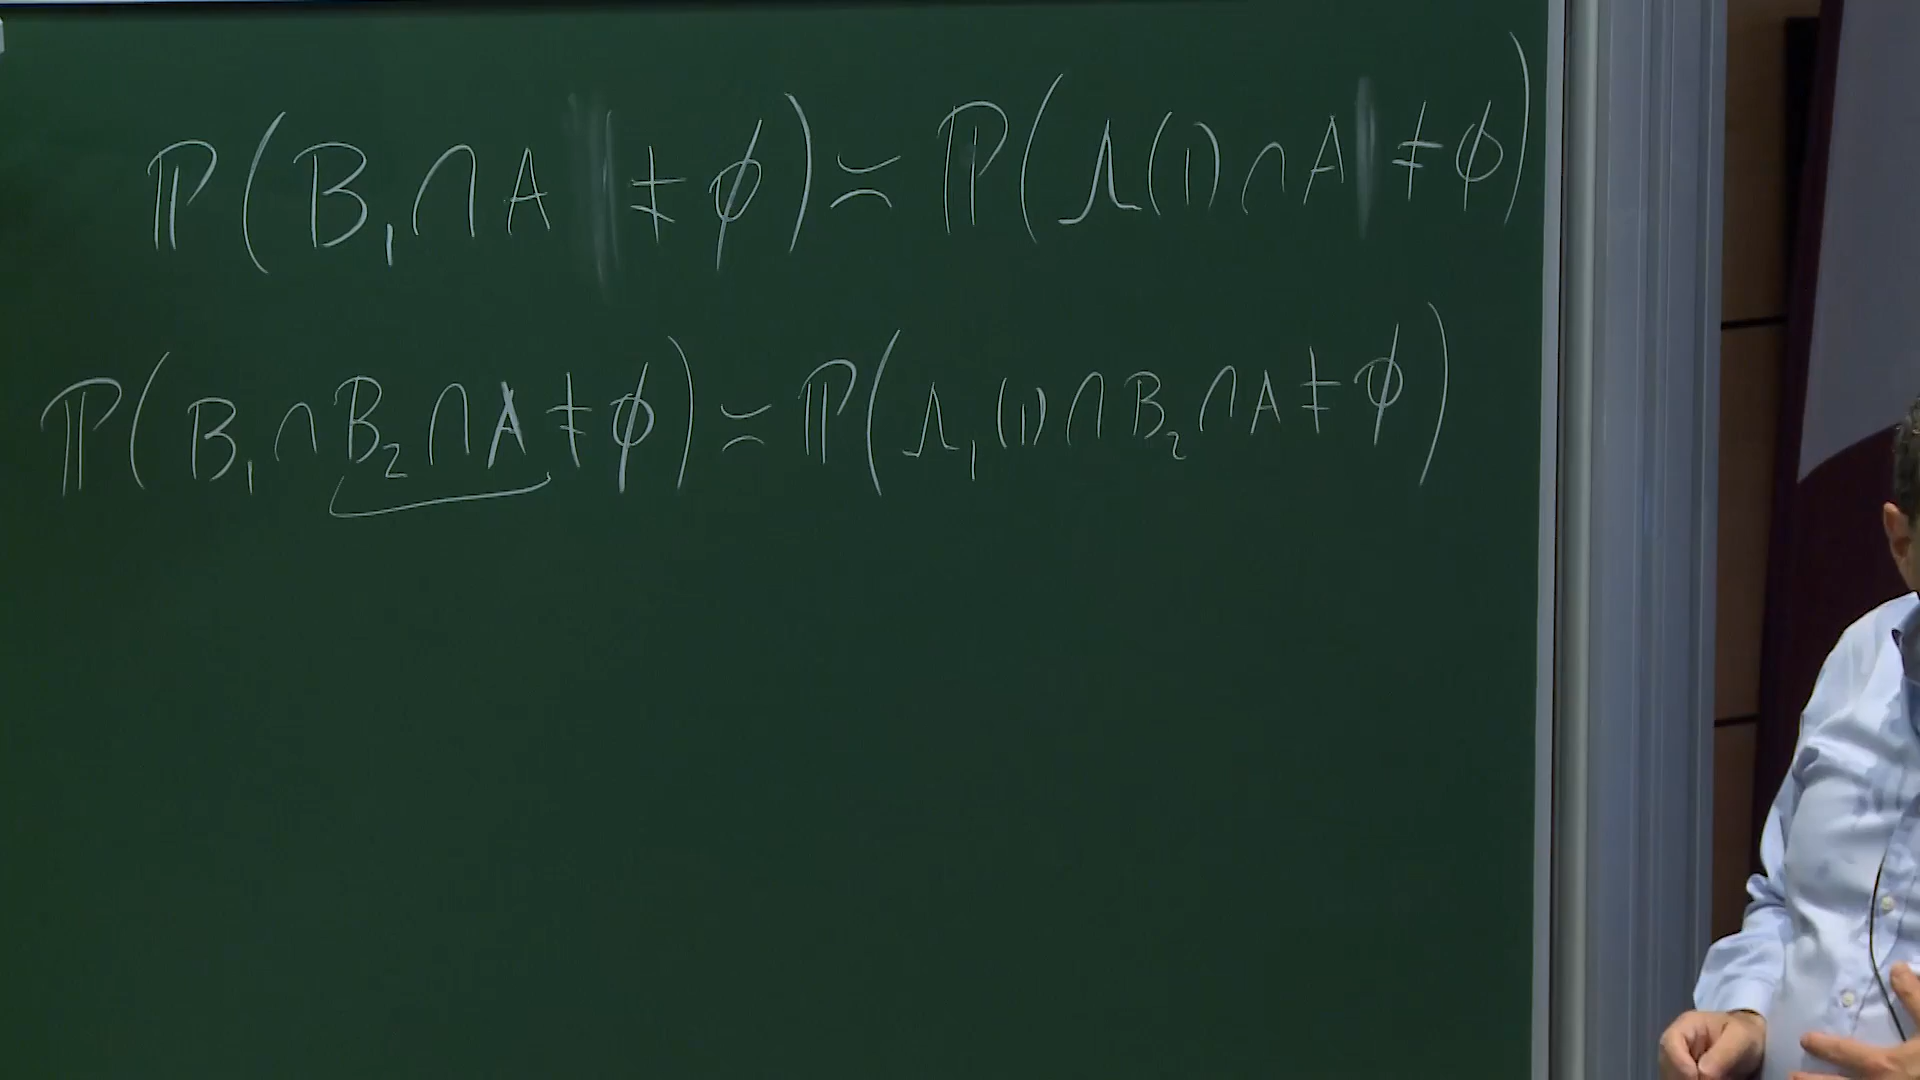 ℙ(B₁∩A ≠ ϕ) ≍ ℙ(Λ(1)∩A ≠ ϕ)
ℙ(B₁∩B₂∩A ≠ ϕ) ≍ ℙ(Λ₁(1)∩B₂∩A ≠ ϕ)